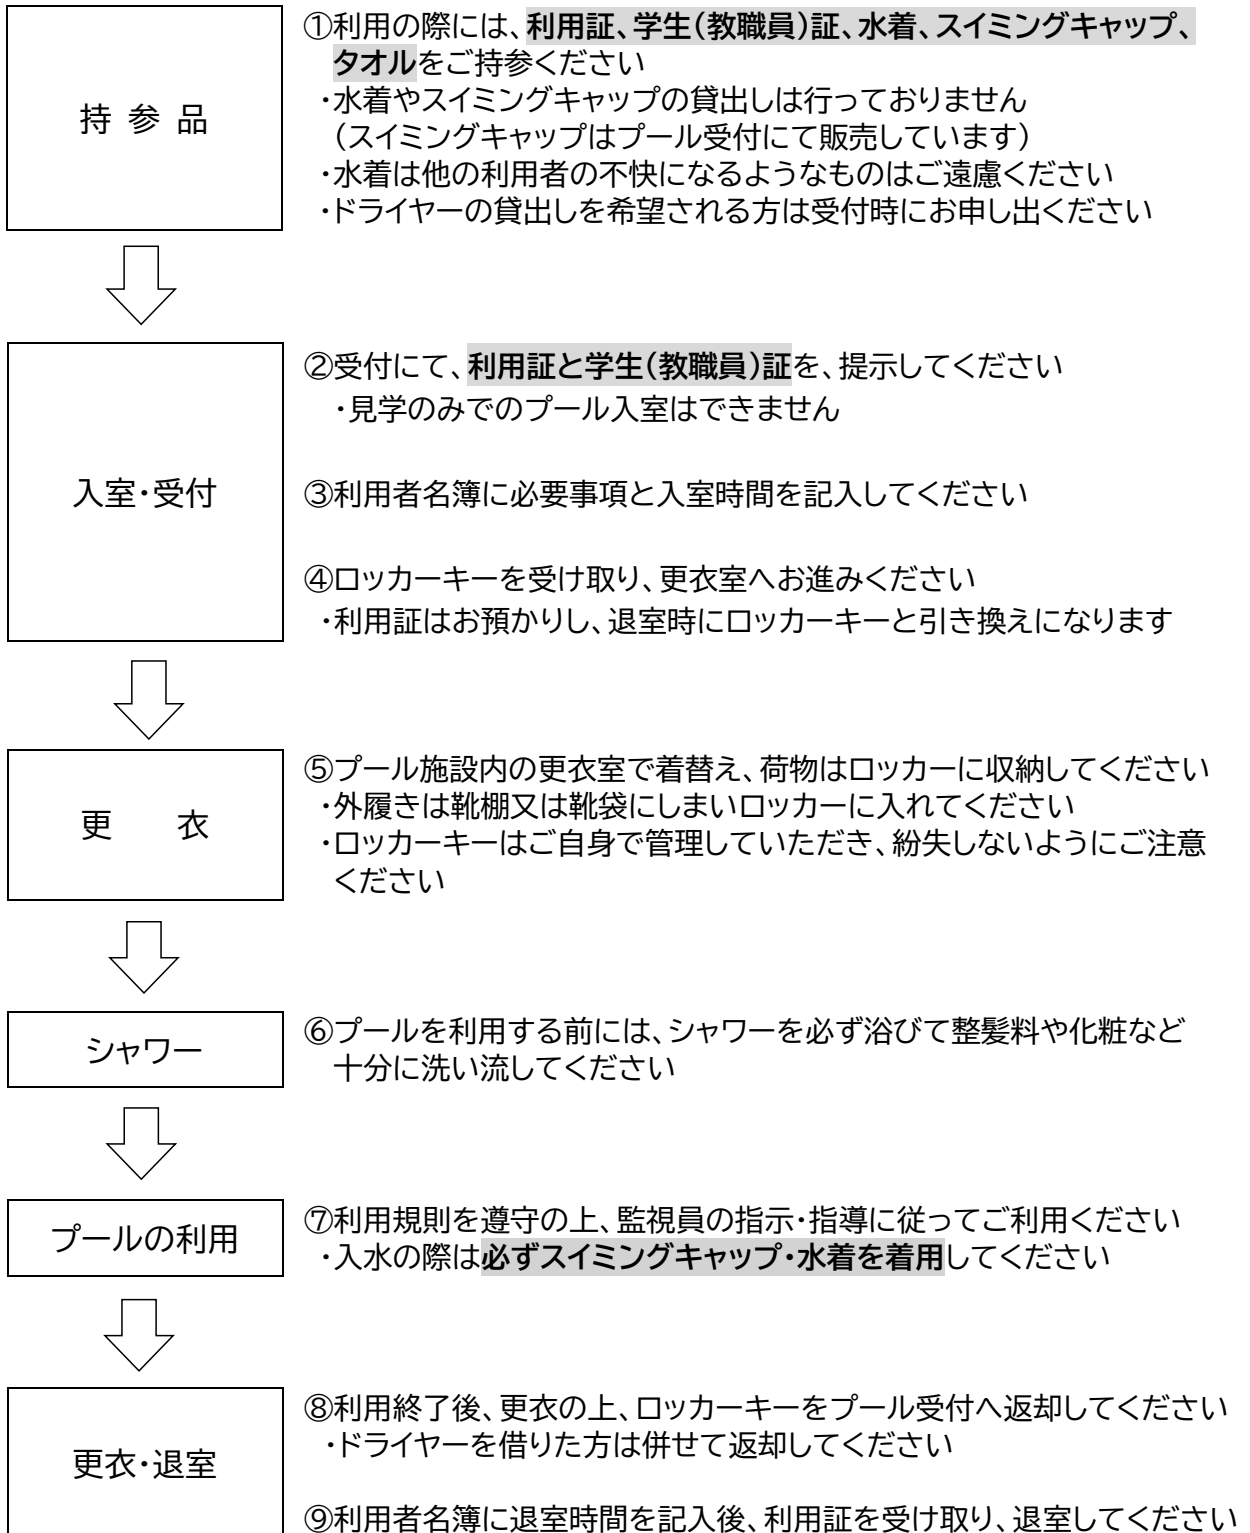 持 参 品
①利用の際には、利用証、学生（教職員）証、水着、スイミングキャップ、
タオルをご持参ください
・水着やスイミングキャップの貸出しは行っておりません
（スイミングキャップはプール受付にて販売しています）
・水着は他の利用者の不快になるようなものはご遠慮ください
・ドライヤーの貸出しを希望される方は受付時にお申し出ください
入室・受付
②受付にて、利用証と学生（教職員）証を、提示してください
・見学のみでのプール入室はできません
③利用者名簿に必要事項と入室時間を記入してください
④ロッカーキーを受け取り、更衣室へお進みください
・利用証はお預かりし、退室時にロッカーキーと引き換えになります
更　衣
⑤プール施設内の更衣室で着替え、荷物はロッカーに収納してください
・外履きは靴棚又は靴袋にしまいロッカーに入れてください
・ロッカーキーはご自身で管理していただき、紛失しないようにご注意
ください
シャワー
⑥プールを利用する前には、シャワーを必ず浴びて整髪料や化粧など
十分に洗い流してください
プールの利用
⑦利用規則を遵守の上、監視員の指示・指導に従ってご利用ください
・入水の際は必ずスイミングキャップ・水着を着用してください
更衣・退室
⑧利用終了後、更衣の上、ロッカーキーをプール受付へ返却してください
・ドライヤーを借りた方は併せて返却してください
⑨利用者名簿に退室時間を記入後、利用証を受け取り、退室してください